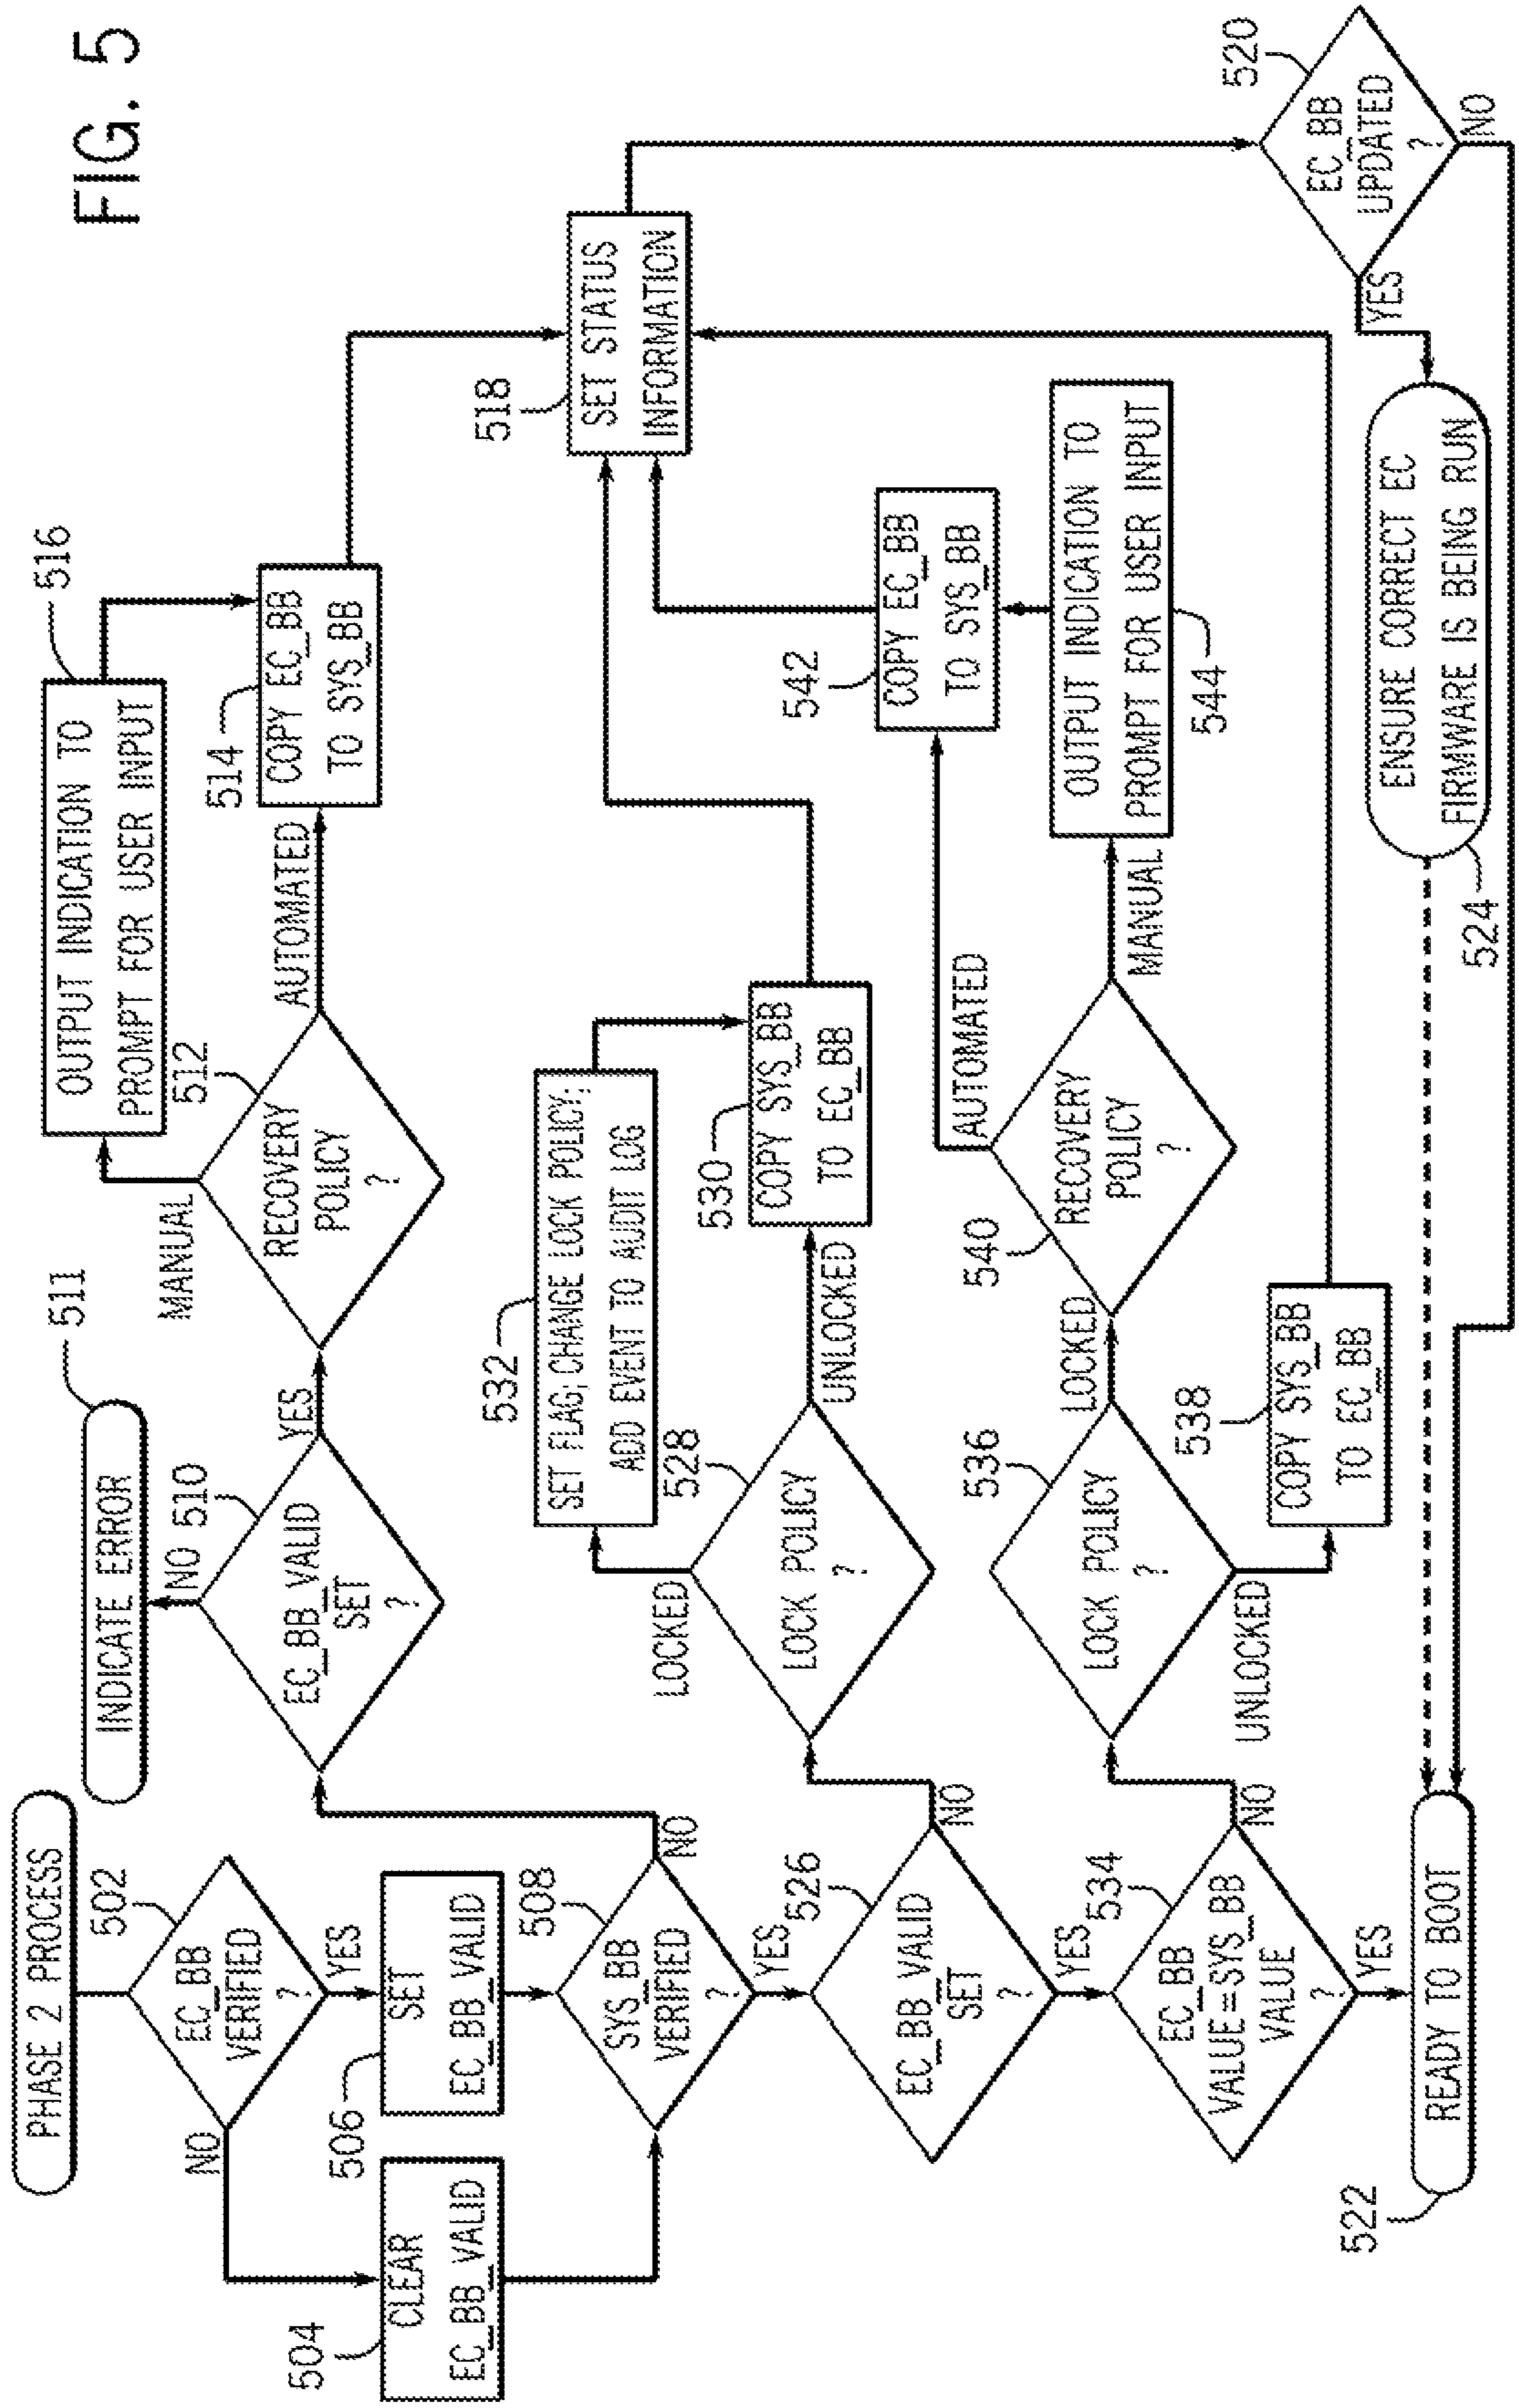 FIG. 5
PHASE 2 PROCESS
502
EC_BB
VERIFIED
?
NO
YES
504
CLEAR
EC_BB_VALID
506
SET
EC_BB_VALID
508
SYS_BB
VERIFIED
?
NO
YES
510
EC_BB_VALID
SET
?
NO
YES
511
INDICATE ERROR
512
RECOVERY
POLICY
?
MANUAL
AUTOMATED
516
OUTPUT INDICATION TO
PROMPT FOR USER INPUT
514
COPY EC_BB
TO SYS_BB
518
SET STATUS
INFORMATION
526
EC_BB_VALID
SET
?
NO
YES
528
LOCK POLICY
?
LOCKED
UNLOCKED
532
SET FLAG; CHANGE LOCK POLICY;
ADD EVENT TO AUDIT LOG
530
COPY SYS_BB
TO EC_BB
534
EC_BB
VALUE=SYS_BB
VALUE
?
NO
YES
536
LOCK POLICY
?
LOCKED
UNLOCKED
538
COPY SYS_BB
TO EC_BB
540
RECOVERY
POLICY
?
AUTOMATED
MANUAL
542
COPY EC_BB
TO SYS_BB
OUTPUT INDICATION TO
PROMPT FOR USER INPUT
544
520
EC_BB
UPDATED
?
YES
NO
ENSURE CORRECT EC
FIRMWARE IS BEING RUN
524
READY TO BOOT
522